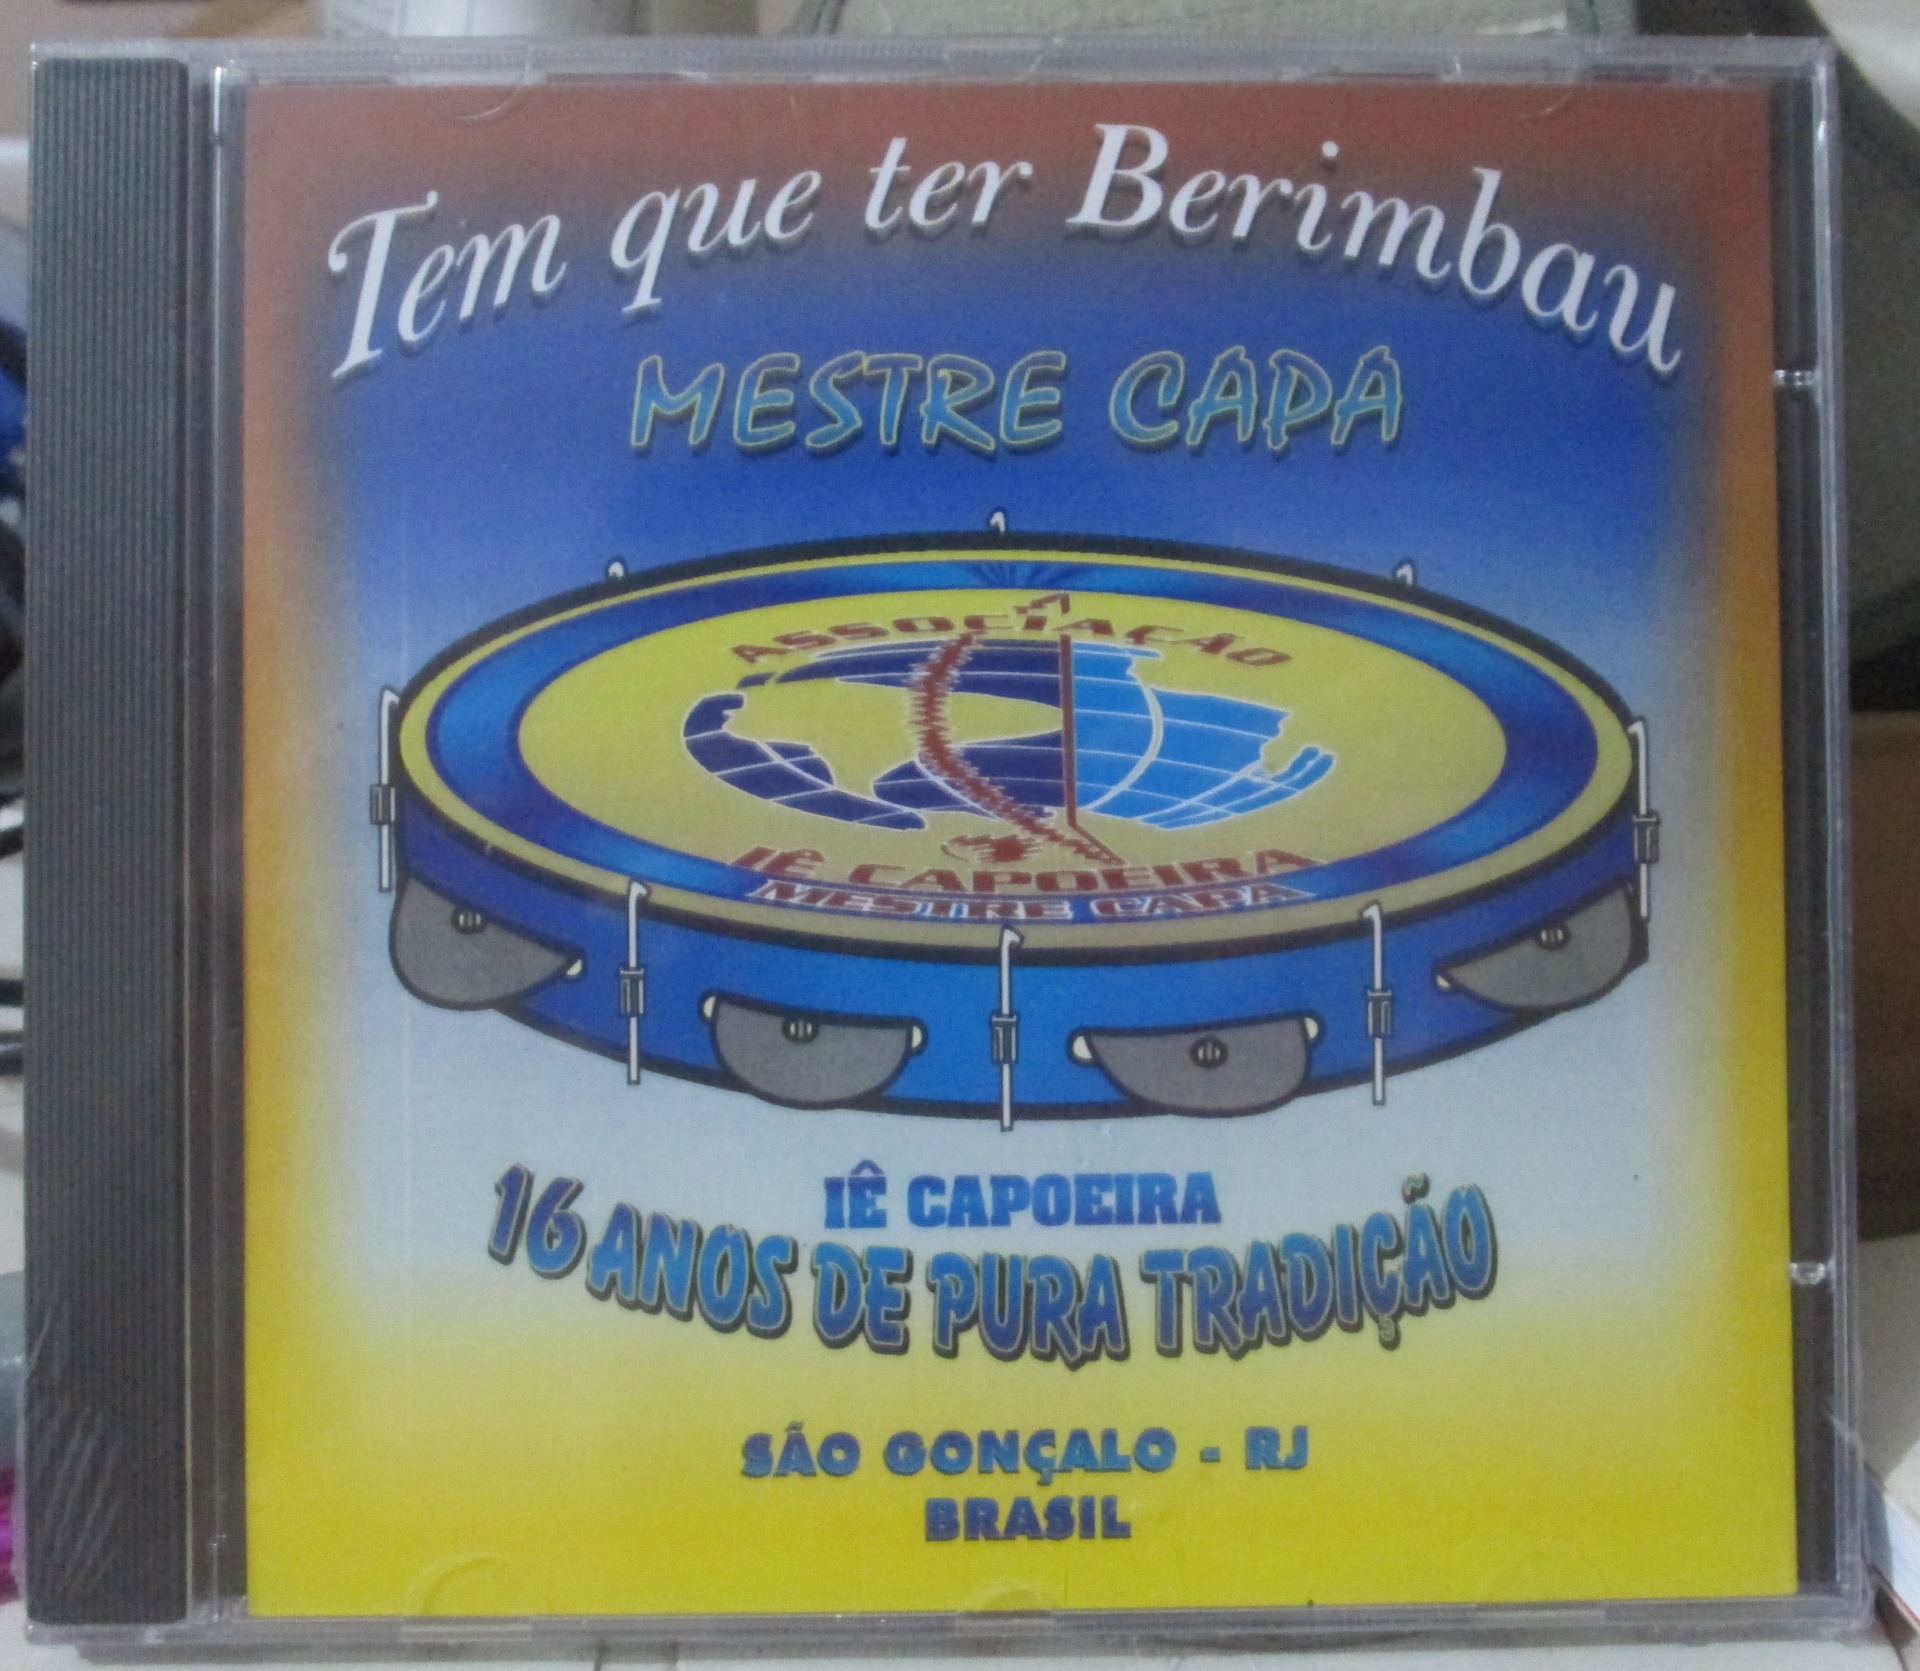 Tem que ter Berimbau
MESTRE CAPA
ASSOCIAÇÃO
IÊ CAPOEIRA
MESTRE CAPA
IÊ CAPOEIRA
16 ANOS DE PURA TRADIÇÃO
SÃO GONÇALO - RJ
BRASIL